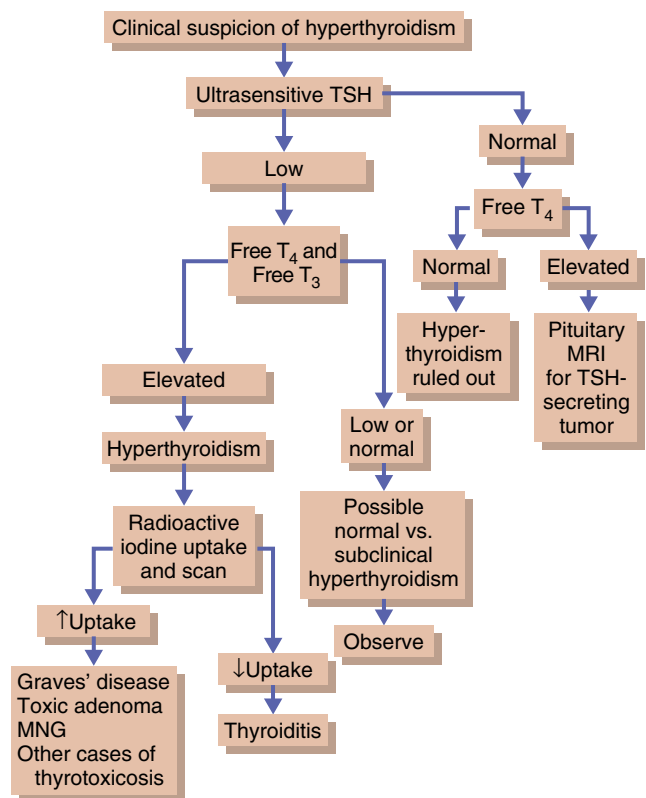 Clinical suspicion of hyperthyroidism
Ultrasensitive TSH
Normal
Low
Free T4
Free T4 and
Free T3
Normal
Elevated
Hyper-
thyroidism
ruled out
Pituitary
MRI
for TSH-
secreting
tumor
Elevated
Low or
normal
Hyperthyroidism
Possible
normal vs.
subclinical
hyperthyroidism
Radioactive
iodine uptake
and scan
↑Uptake
Observe
↓Uptake
Graves' disease
Toxic adenoma
MNG
Other cases of
thyrotoxicosis
Thyroiditis